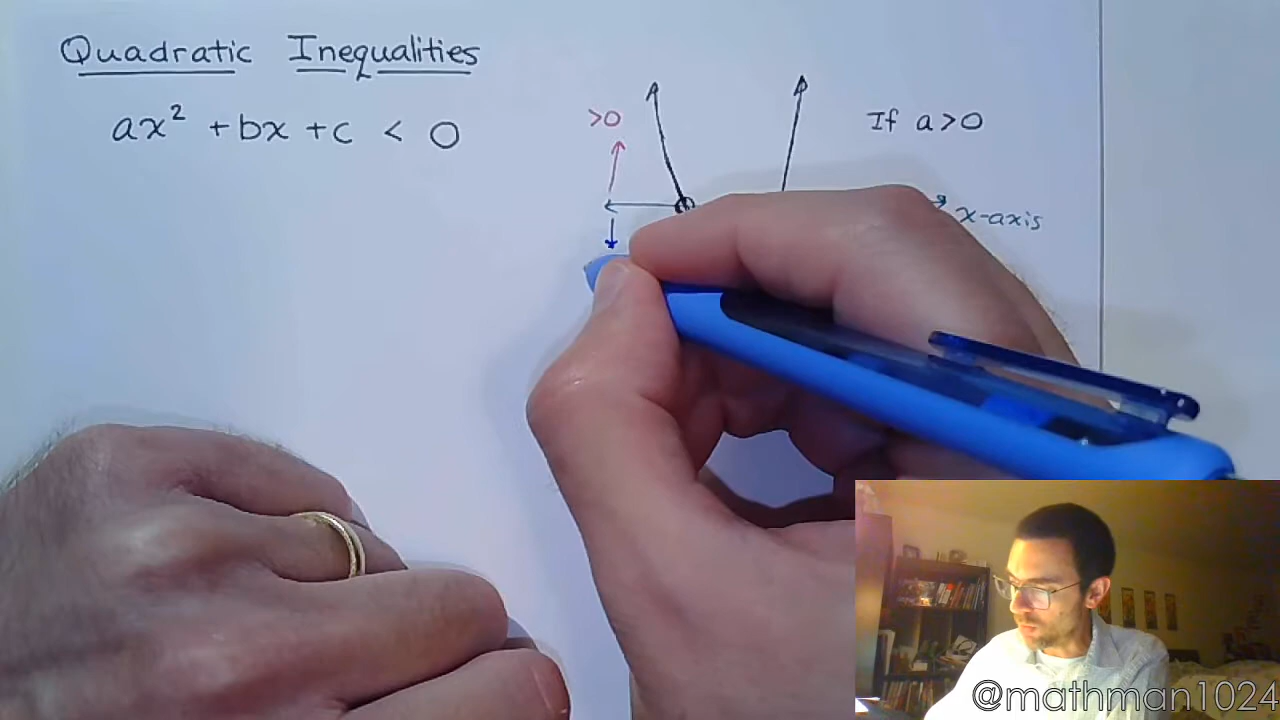 Quadratic Inequalities
ax² + bx + c < 0
>0
If a>0
x-axis
@mathman1024